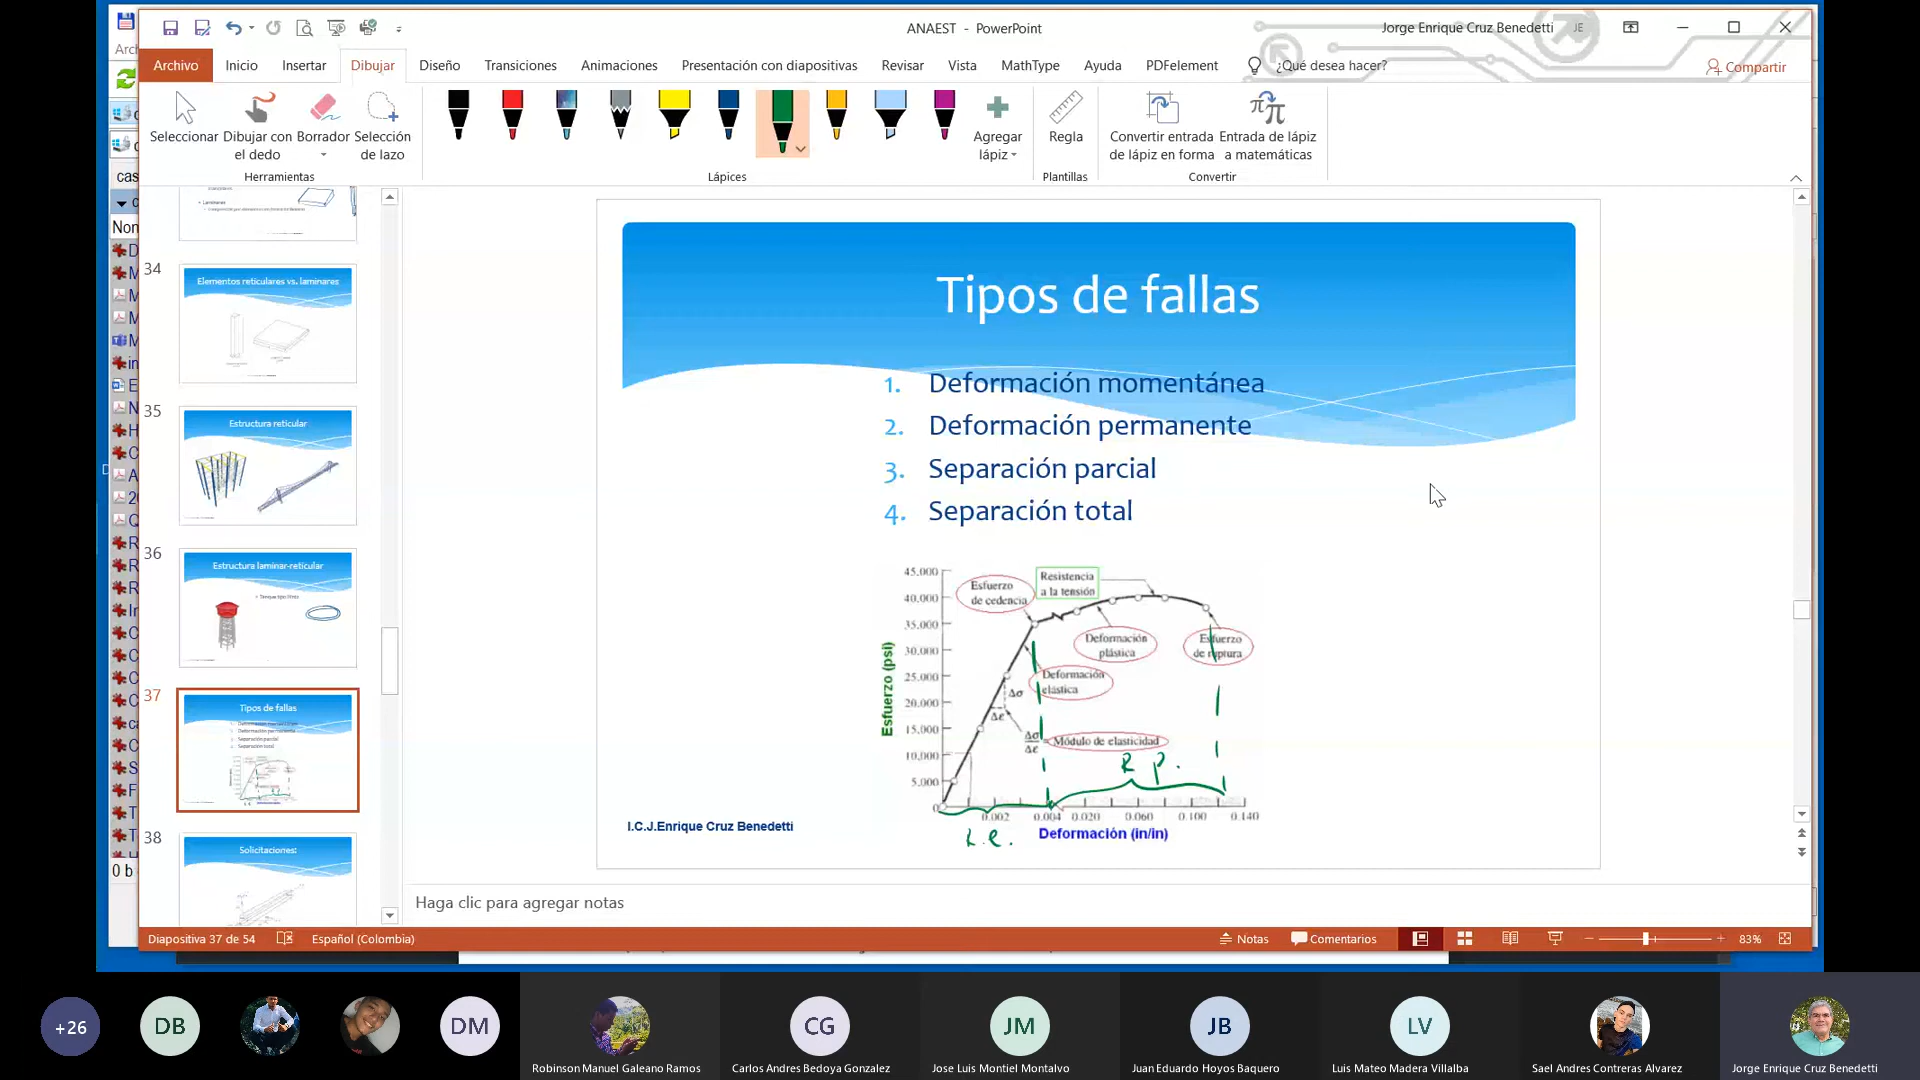 ANAEST - PowerPoint
Jorge Enrique Cruz Benedetti
JE
Archivo
Inicio
Insertar
Dibujar
Diseño
Transiciones
Animaciones
Presentación con diapositivas
Revisar
Vista
MathType
Ayuda
PDFelement
¿Qué desea hacer?
Compartir
Seleccionar
Dibujar con
el dedo
Borrador
Selección
de lazo
Agregar
lápiz
Regla
Convertir entrada
de lápiz en forma
Entrada de lápiz
a matemáticas
Herramientas
Lápices
Plantillas
Convertir
cas
Non
34
Elementos reticulares vs. laminares
35
Estructura reticular
36
Estructura laminar-reticular
37
Tipos de fallas
38
Solicitaciones:
Tipos de fallas
1. Deformación momentánea
2. Deformación permanente
3. Separación parcial
4. Separación total
45,000
40,000
35,000
30,000
25,000
20,000
15,000
10,000
5,000
0
Esfuerzo (psi)
Esfuerzo
de cedencia
Resistencia
a la tensión
Deformación
plástica
Esfuerzo
de ruptura
Deformación
elástica
Δσ
Δε
Δσ
Δε
= Módulo de elasticidad
R P.
0.002
0.004
0.020
0.060
0.100
0.140
Deformación (in/in)
I.C.J.Enrique Cruz Benedetti
Haga clic para agregar notas
Diapositiva 37 de 54
Español (Colombia)
Notas
Comentarios
83%
0 b
+26
DB
DM
CG
JM
JB
LV
Robinson Manuel Galeano Ramos
Carlos Andres Bedoya Gonzalez
Jose Luis Montiel Montalvo
Juan Eduardo Hoyos Baquero
Luis Mateo Madera Villalba
Sael Andres Contreras Alvarez
Jorge Enrique Cruz Benedetti